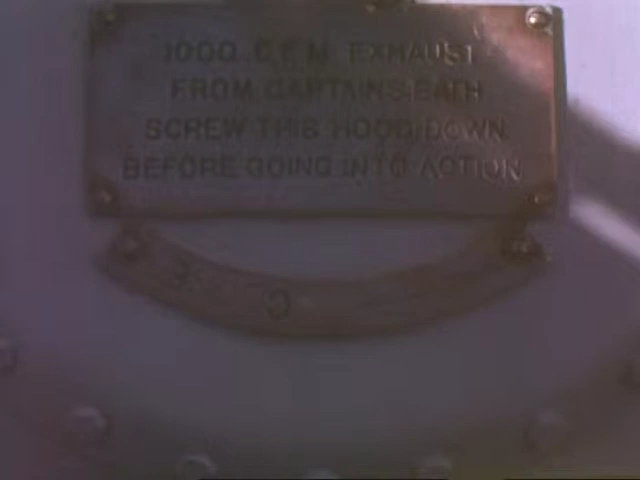 1000 C.F.M. EXHAUST
FROM CAPTAINS BATH
SCREW THIS HOOD DOWN
BEFORE GOING INTO ACTION